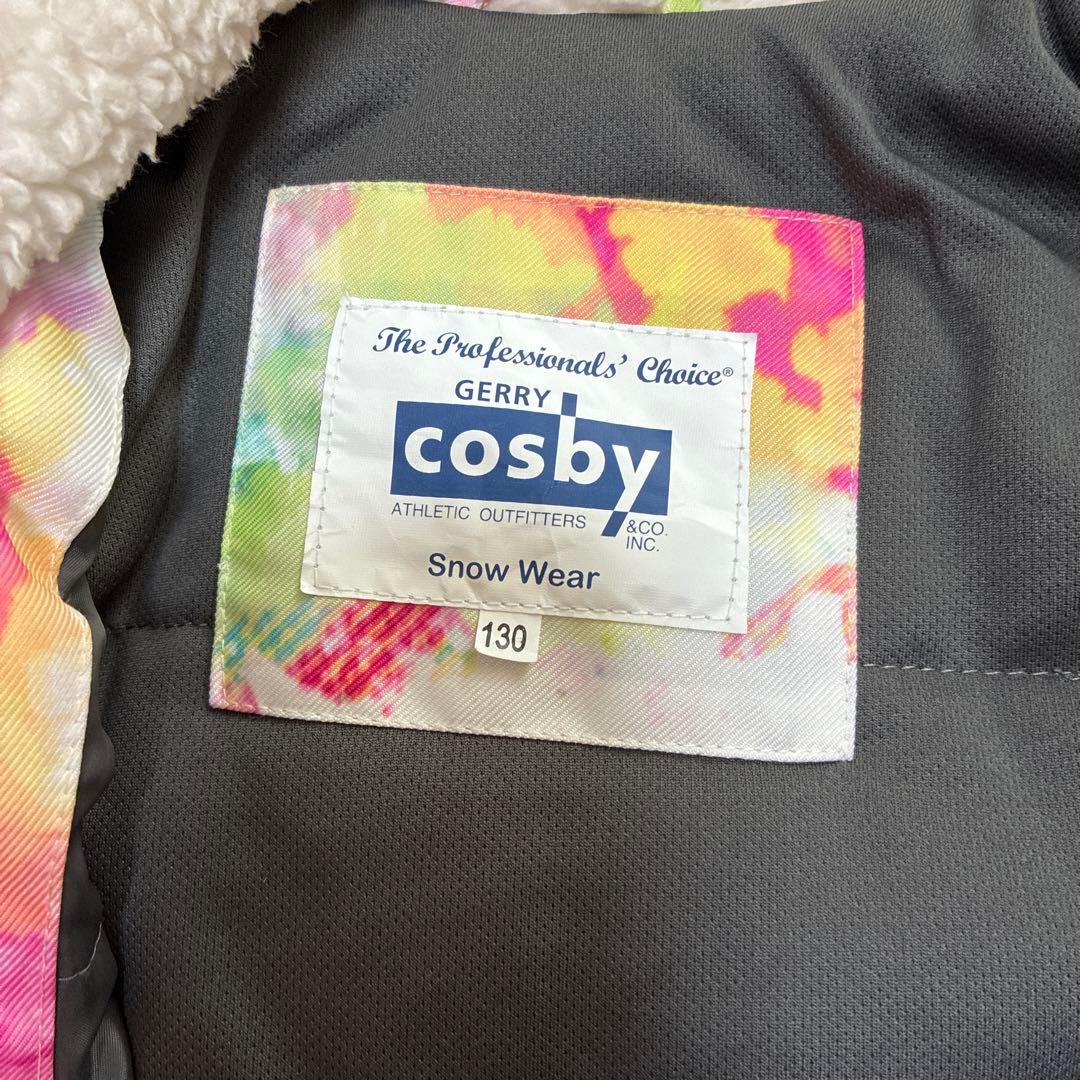 The Professionals' Choice®
GERRY
cosby
ATHLETIC OUTFITTERS &CO.
INC.
Snow Wear
130